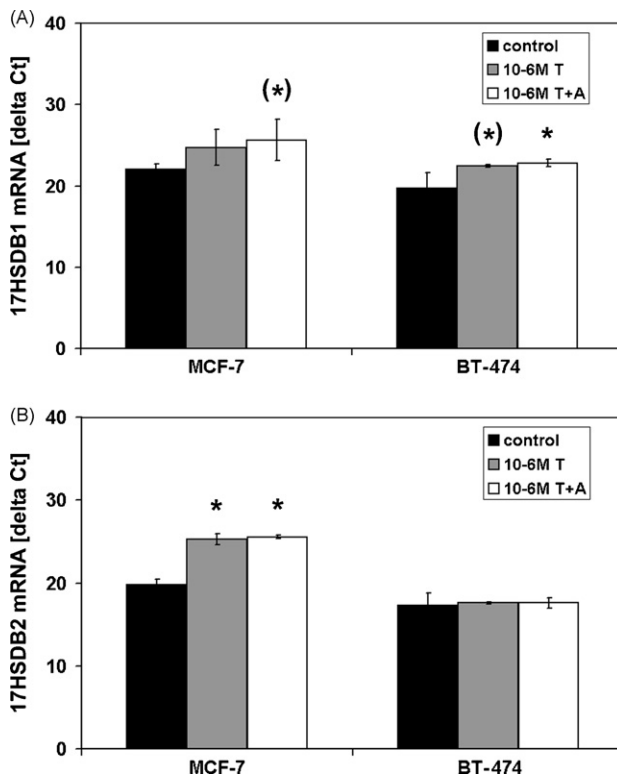 (A)
40
30
20
10
0
17HSDB1 mRNA [delta Ct]
control
10-6M T
10-6M T+A
(*)
(*)
*
MCF-7
BT-474
(B)
40
30
20
10
0
17HSDB2 mRNA [delta Ct]
control
10-6M T
10-6M T+A
*
*
MCF-7
BT-474